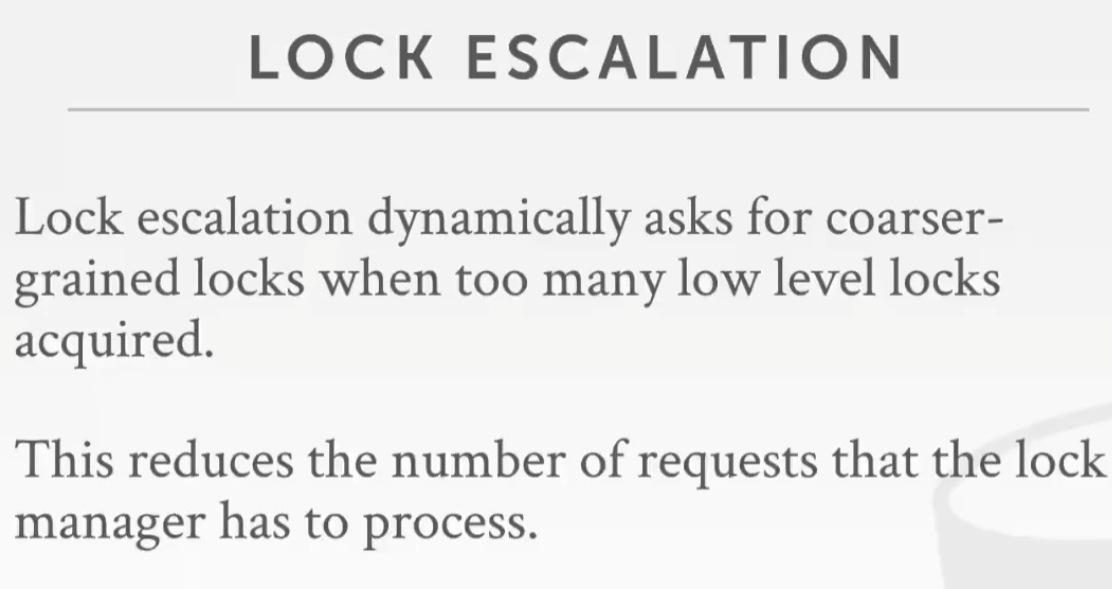 LOCK ESCALATION
Lock escalation dynamically asks for coarser-
grained locks when too many low level locks
acquired.
This reduces the number of requests that the lock
manager has to process.